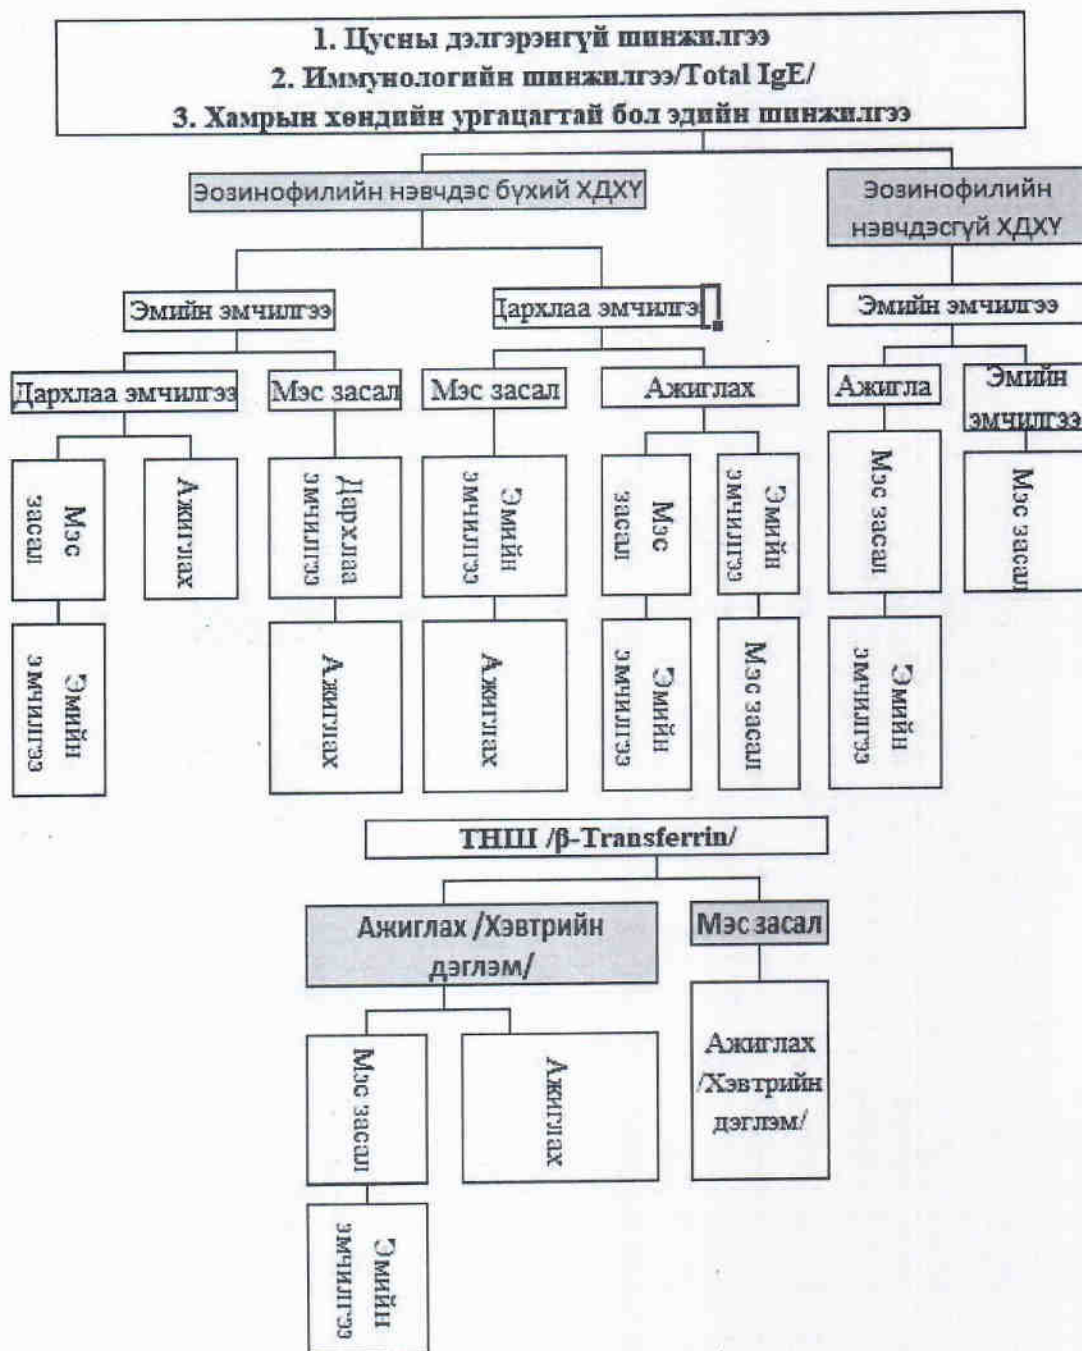 1. Цусны дэлгэрэнгүй шинжилгээ
2. Иммунологийн шинжилгээ/Total IgE/
3. Хамрын хөндийн ургацагтай бол эдийн шинжилгээ
Эозинофилийн нэвчдэс бүхий ХДХҮ
Эозинофилийн
нэвчдэсгүй ХДХҮ
Эмийн эмчилгээ
Дархлаа эмчилгэ
Эмийн эмчилгээ
Дархлаа эмчилгээ
Мэс засал
Мэс засал
Ажиглах
Ажигла
Эмийн
эмчилгээ
Мэс
засал
Ажиглах
Дархлаа
эмчилгээ
Эмийн
эмчилгээ
Мэс
засал
Эмийн
эмчилгээ
Мэс засал
Мэс засал
Эмийн
эмчилгээ
Ажиглах
Ажиглах
Эмийн
эмчилгээ
Мэс засал
Эмийн
эмчилгээ
ТНШ /β-Transferrin/
Ажиглах /Хэвтрийн
дэглэм/
Мэс засал
Мэс засал
Ажиглах
Ажиглах
/Хэвтрийн
дэглэм/
Эмийн
эмчилгээ